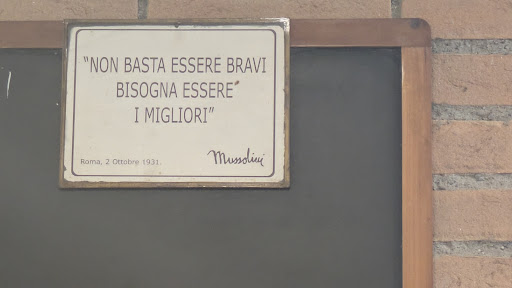 "NON BASTA ESSERE BRAVI
BISOGNA ESSERE
I MIGLIORI"
Roma, 2 Ottobre 1931.
Mussolini